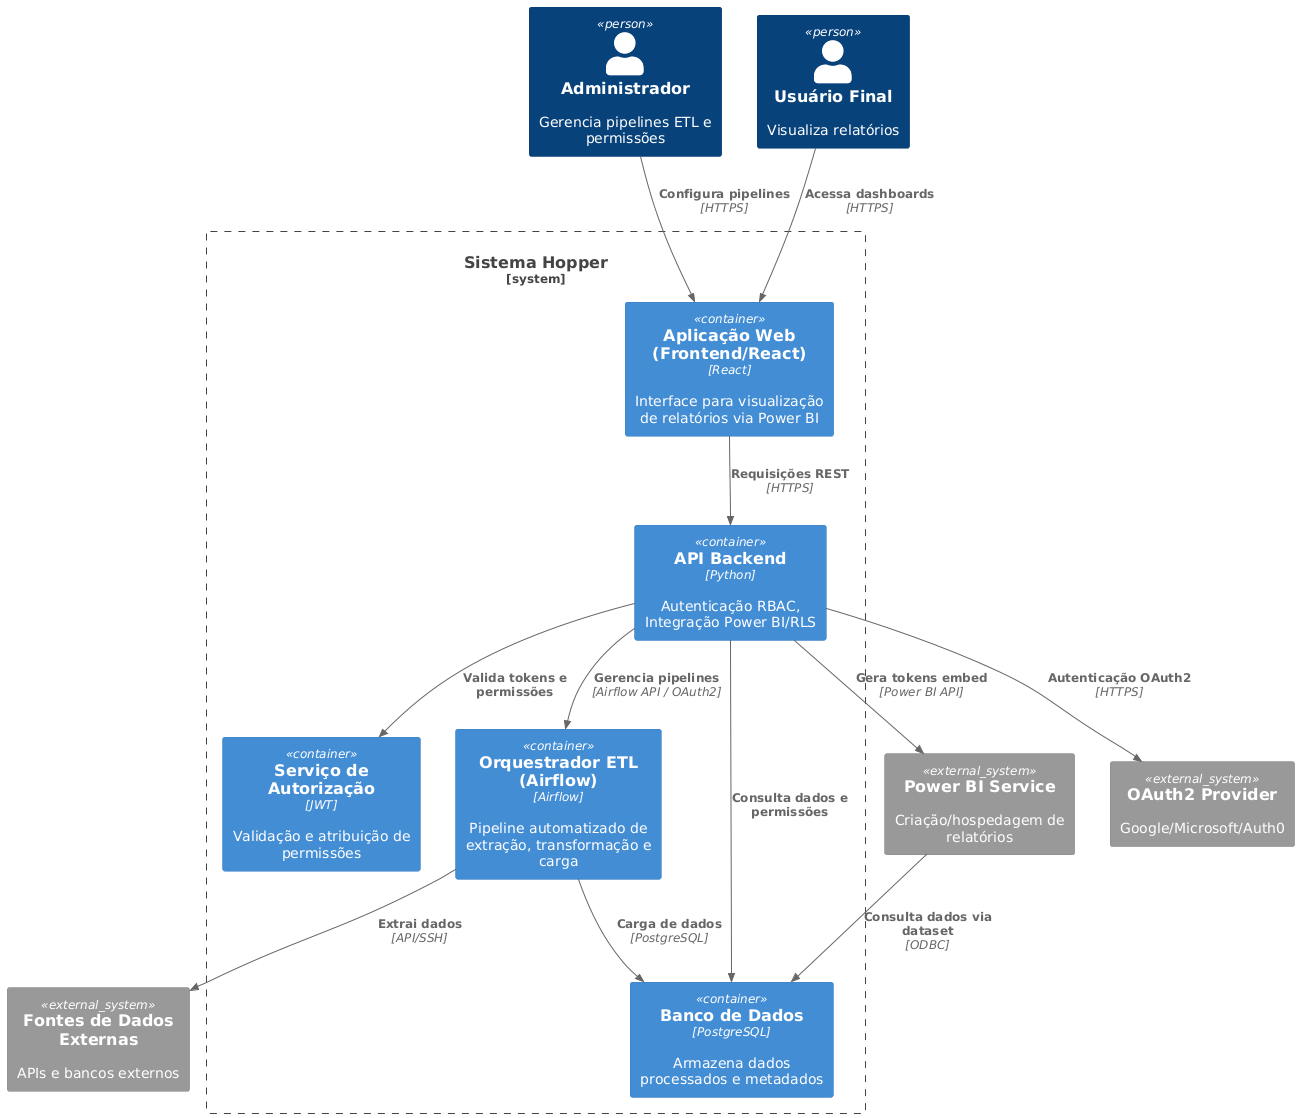 «person»
Administrador
Gerencia pipelines ETL e
permissões
«person»
Usuário Final
Visualiza relatórios
Configura pipelines
[HTTPS]
Acessa dashboards
[HTTPS]
Sistema Hopper
[system]
«container»
Aplicação Web
(Frontend/React)
[React]
Interface para visualização
de relatórios via Power BI
Requisições REST
[HTTPS]
«container»
API Backend
[Python]
Autenticação RBAC,
Integração Power BI/RLS
Valida tokens e
permissões
Gerencia pipelines
[Airflow API / OAuth2]
Gera tokens embed
[Power BI API]
Autenticação OAuth2
[HTTPS]
«container»
Serviço de
Autorização
[JWT]
Validação e atribuição de
permissões
«container»
Orquestrador ETL
(Airflow)
[Airflow]
Pipeline automatizado de
extração, transformação e
carga
Consulta dados e
permissões
«external_system»
Power BI Service
Criação/hospedagem de
relatórios
«external_system»
OAuth2 Provider
Google/Microsoft/Auth0
Extrai dados
[API/SSH]
Carga de dados
[PostgreSQL]
Consulta dados via
dataset
[ODBC]
«external_system»
Fontes de Dados
Externas
APIs e bancos externos
«container»
Banco de Dados
[PostgreSQL]
Armazena dados
processados e metadados